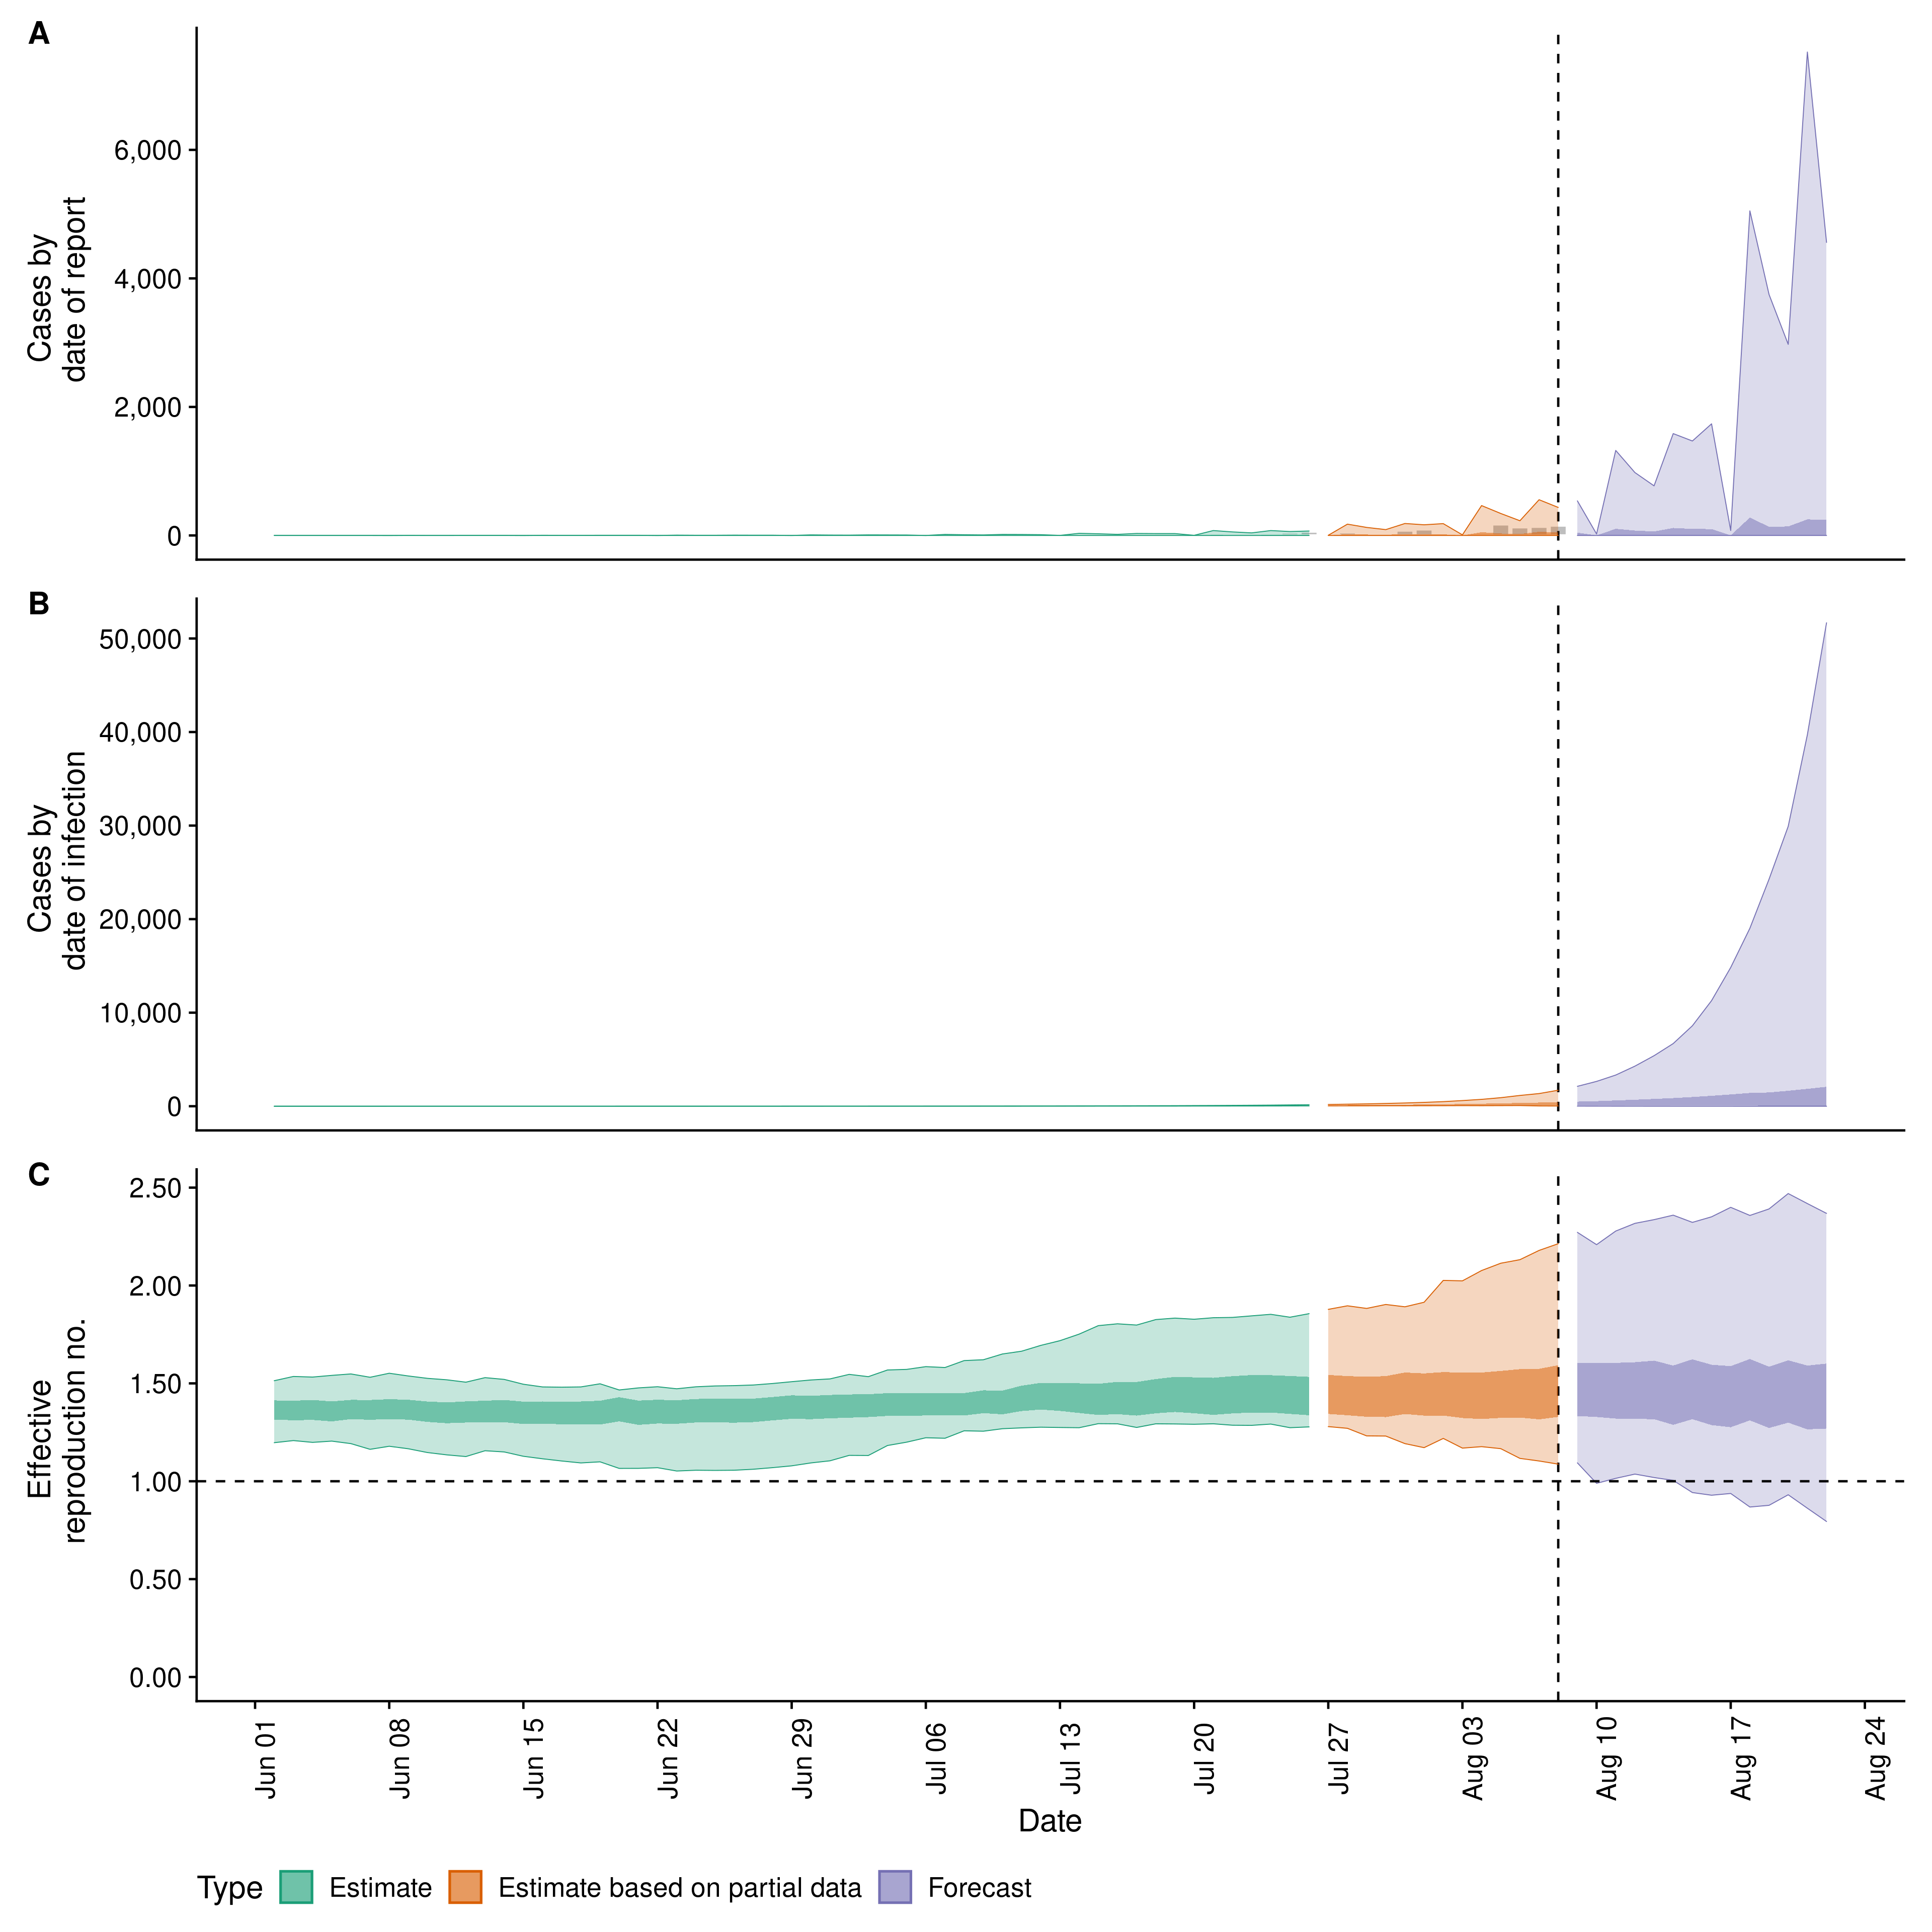 A
Cases by
date of report
6,000
4,000
2,000
0
B
Cases by
date of infection
50,000
40,000
30,000
20,000
10,000
0
C
Effective
reproduction no.
2.50
2.00
1.50
1.00
0.50
0.00
Jun 01
Jun 08
Jun 15
Jun 22
Jun 29
Jul 06
Jul 13
Jul 20
Jul 27
Aug 03
Aug 10
Aug 17
Aug 24
Date
Type Estimate Estimate based on partial data Forecast